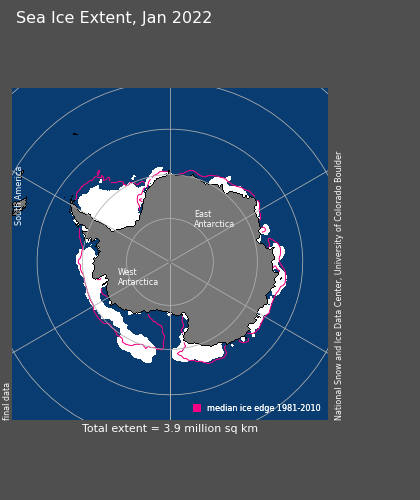 Sea Ice Extent, Jan 2022
South America
East
Antarctica
West
Antarctica
National Snow and Ice Data Center, University of Colorado Boulder
final data
median ice edge 1981-2010
Total extent = 3.9 million sq km